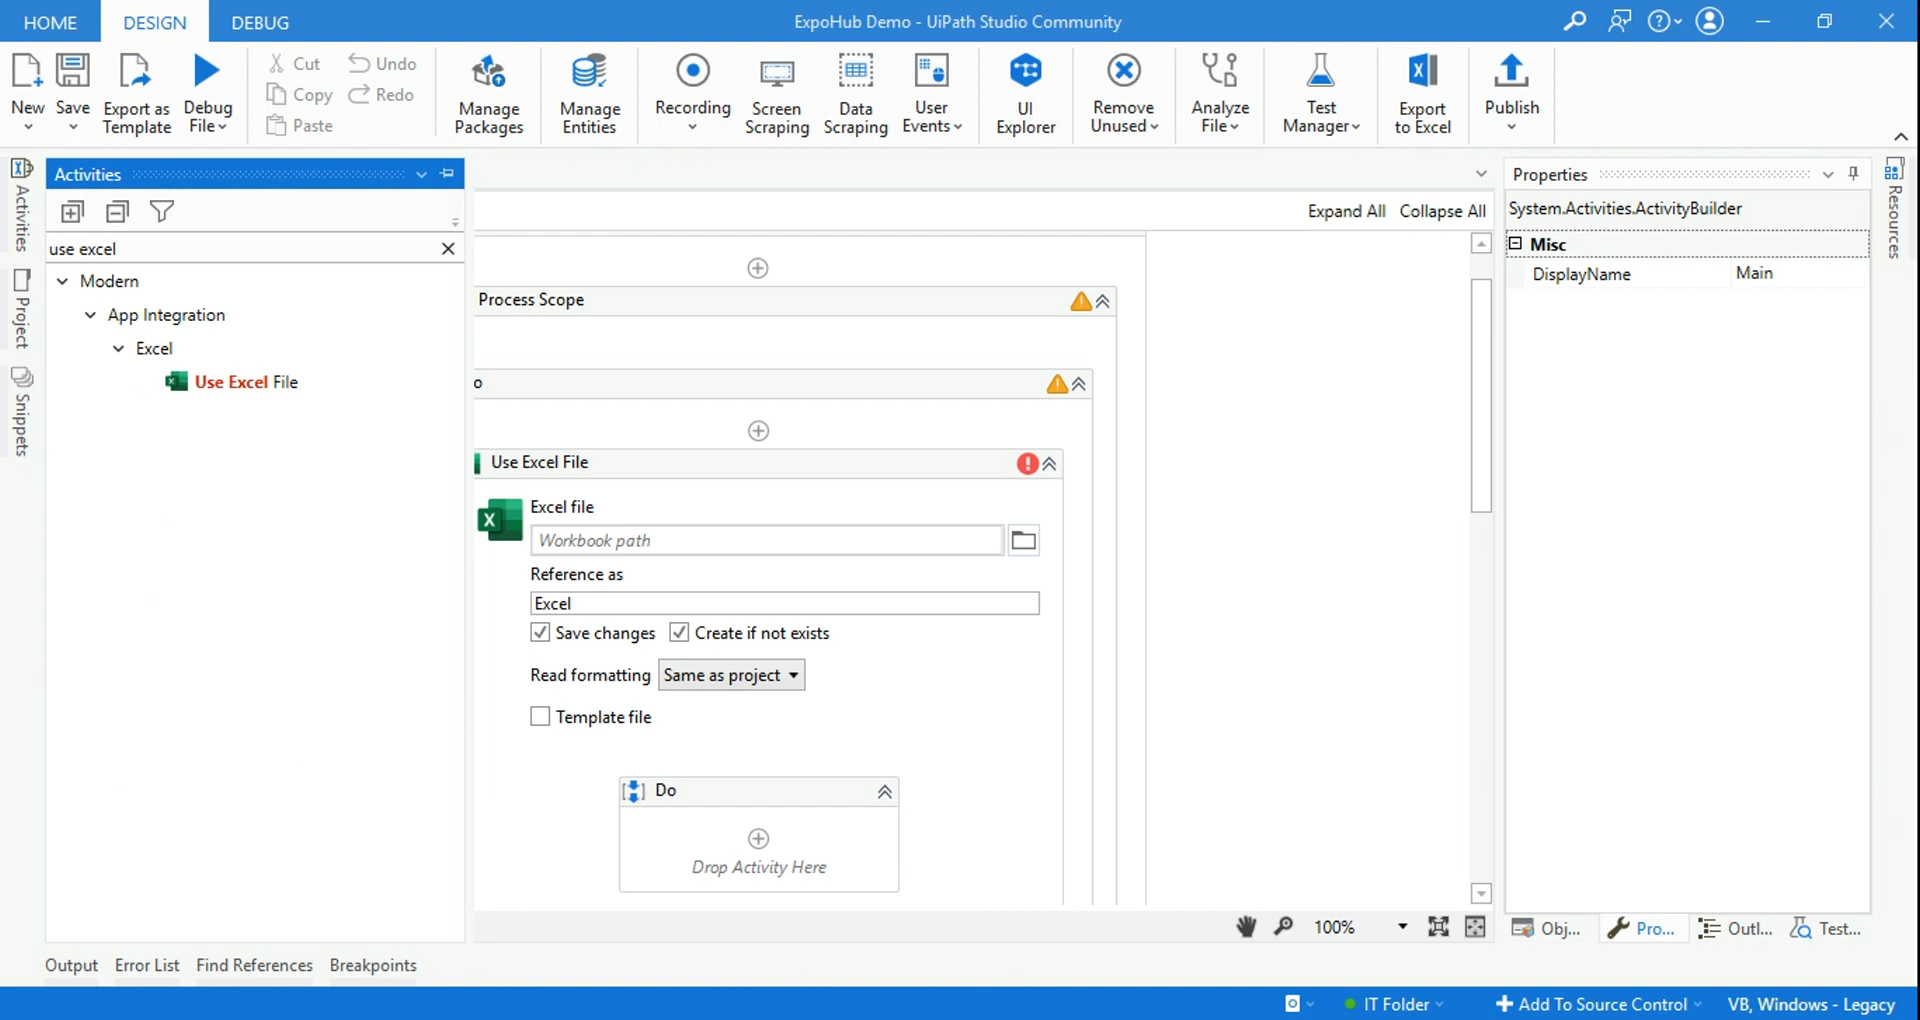 HOME DESIGN DEBUG ExpoHub Demo - UiPath Studio Community
New Save Export as Template Debug File Cut Copy Paste Undo Redo Manage Packages Manage Entities Recording Screen Scraping Data Scraping User Events UI Explorer Remove Unused Analyze File Test Manager Export to Excel Publish
Activities
Project
Snippets
Activities
use excel
Modern
App Integration
Excel
Use Excel File
Expand All Collapse All
Process Scope
o
Use Excel File
Excel file
Workbook path
Reference as
Excel
Save changes Create if not exists
Read formatting Same as project
Template file
Do
Drop Activity Here
100%
Properties
System.Activities.ActivityBuilder
Misc
DisplayName Main
Resources
Obj... Pro... Outl... Test...
Output Error List Find References Breakpoints
IT Folder Add To Source Control VB, Windows - Legacy